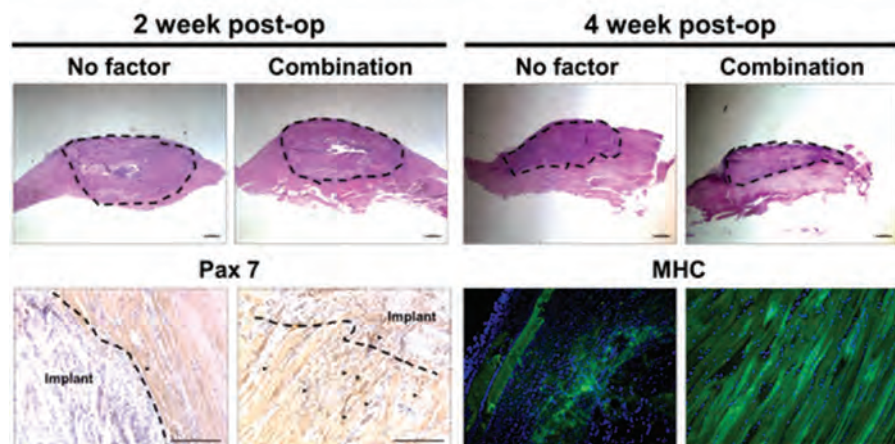 2 week post-op
4 week post-op
No factor
Combination
No factor
Combination
Pax 7
MHC
Implant
Implant